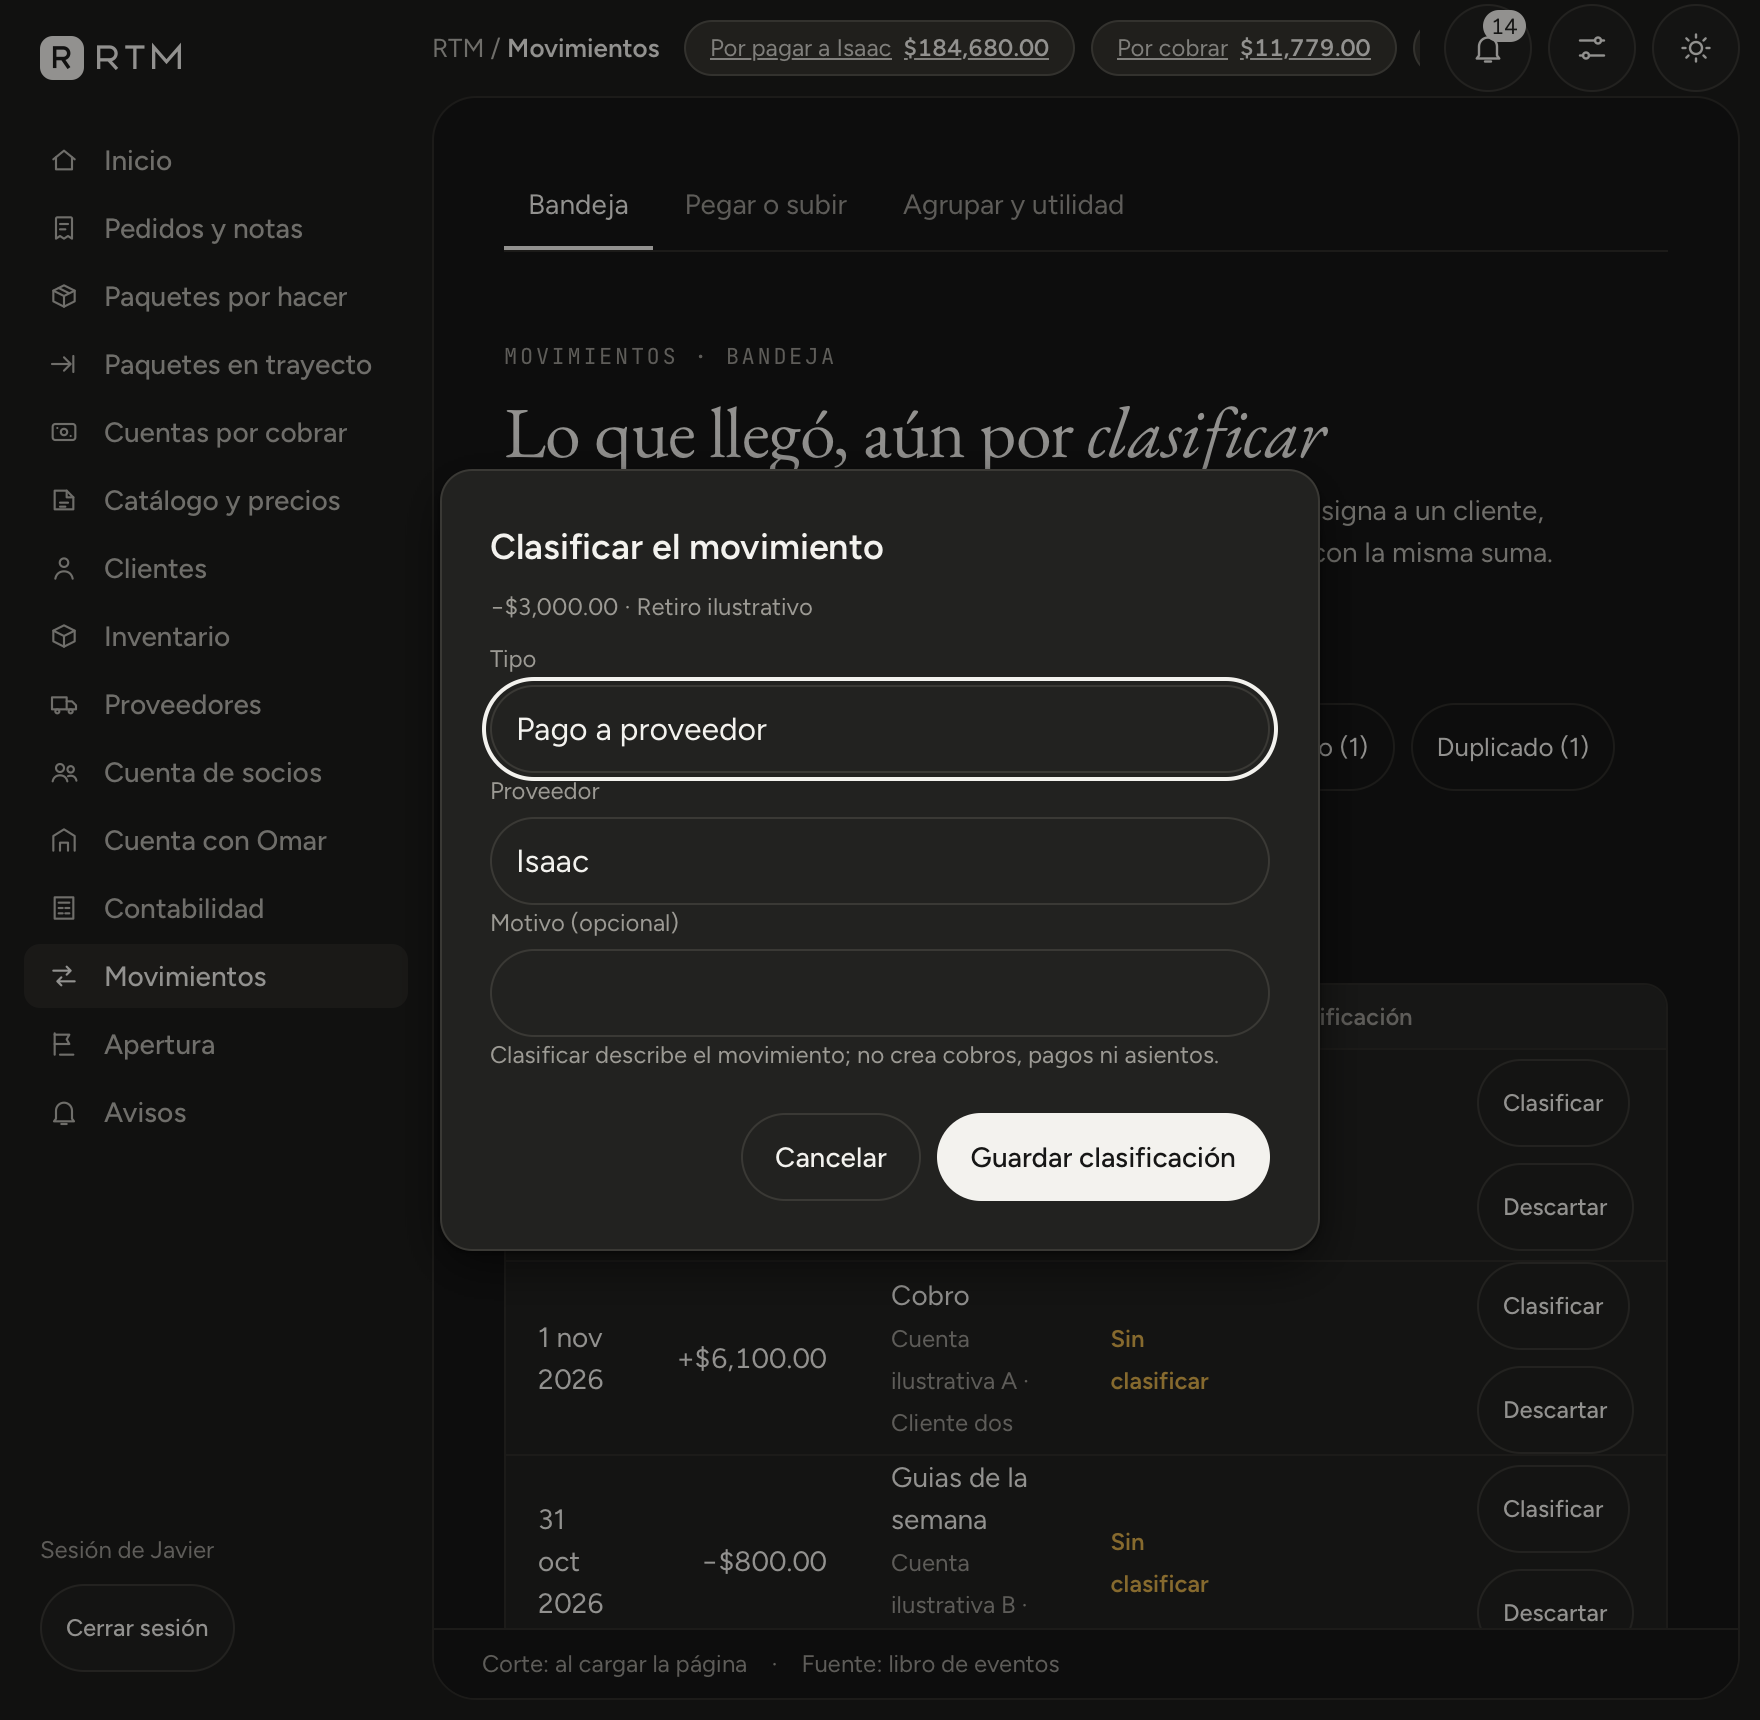 R RTM
RTM / Movimientos
Por pagar a Isaac $184,680.00
Por cobrar $11,779.00
14
Inicio
Pedidos y notas
Paquetes por hacer
Paquetes en trayecto
Cuentas por cobrar
Catálogo y precios
Clientes
Inventario
Proveedores
Cuenta de socios
Cuenta con Omar
Contabilidad
Movimientos
Apertura
Avisos
Sesión de Javier
Cerrar sesión
Bandeja
Pegar o subir
Agrupar y utilidad
MOVIMIENTOS · BANDEJA
Lo que llegó, aún por clasificar
signa a un cliente,
con la misma suma.
o (1)
Duplicado (1)
Clasificar el movimiento
−$3,000.00 · Retiro ilustrativo
Tipo
Pago a proveedor
Proveedor
Isaac
Motivo (opcional)
Clasificar describe el movimiento; no crea cobros, pagos ni asientos.
Cancelar
Guardar clasificación
ificación
Clasificar
Descartar
1 nov
2026
+$6,100.00
Cobro
Cuenta
ilustrativa A ·
Cliente dos
Sin
clasificar
Clasificar
Descartar
31
oct
2026
−$800.00
Guias de la
semana
Cuenta
ilustrativa B ·
Sin
clasificar
Clasificar
Descartar
Corte: al cargar la página · Fuente: libro de eventos